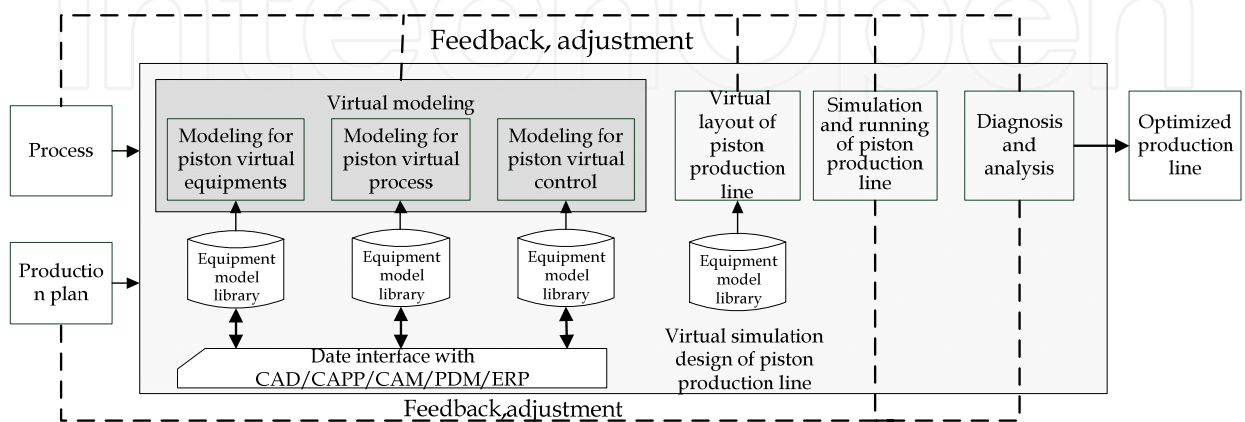 IntechOpen
Feedback, adjustment
Process
Virtual modeling
Modeling for
piston virtual
equipments
Modeling for
piston virtual
process
Modeling for
piston virtual
control
Virtual
layout of
piston
production
line
Simulation
and running
of piston
production
line
Diagnosis
and
analysis
Optimized
production
line
Productio
n plan
Equipment
model
library
Equipment
model
library
Equipment
model
library
Equipment
model
library
Date interface with
CAD/CAPP/CAM/PDM/ERP
Virtual simulation
design of piston
production line
Feedback,adjustment